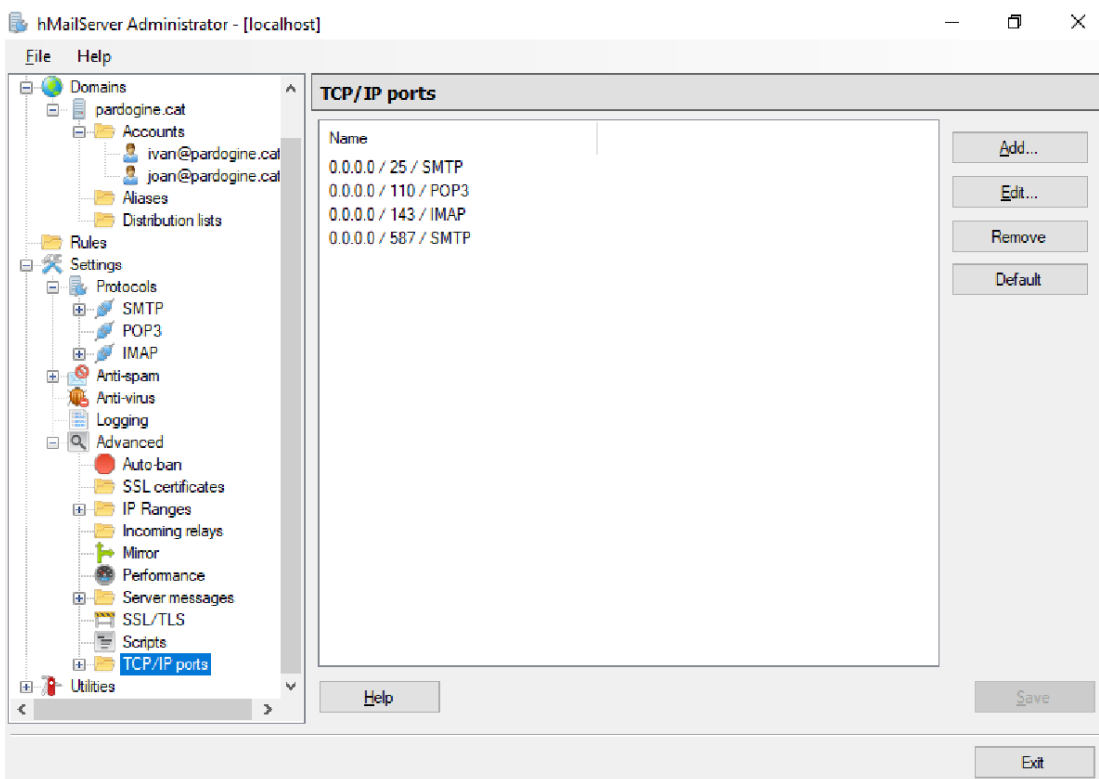 hMailServer Administrator - [localhost]
File Help
Domains
pardogine.cat
Accounts
ivan@pardogine.cat
joan@pardogine.cat
Aliases
Distribution lists
Rules
Settings
Protocols
SMTP
POP3
IMAP
Anti-spam
Anti-virus
Logging
Advanced
Auto-ban
SSL certificates
IP Ranges
Incoming relays
Mirror
Performance
Server messages
SSL/TLS
Scripts
TCP/IP ports
Utilities
TCP/IP ports
Name
0.0.0.0 / 25 / SMTP
0.0.0.0 / 110 / POP3
0.0.0.0 / 143 / IMAP
0.0.0.0 / 587 / SMTP
Add...
Edit...
Remove
Default
Help
Save
Exit